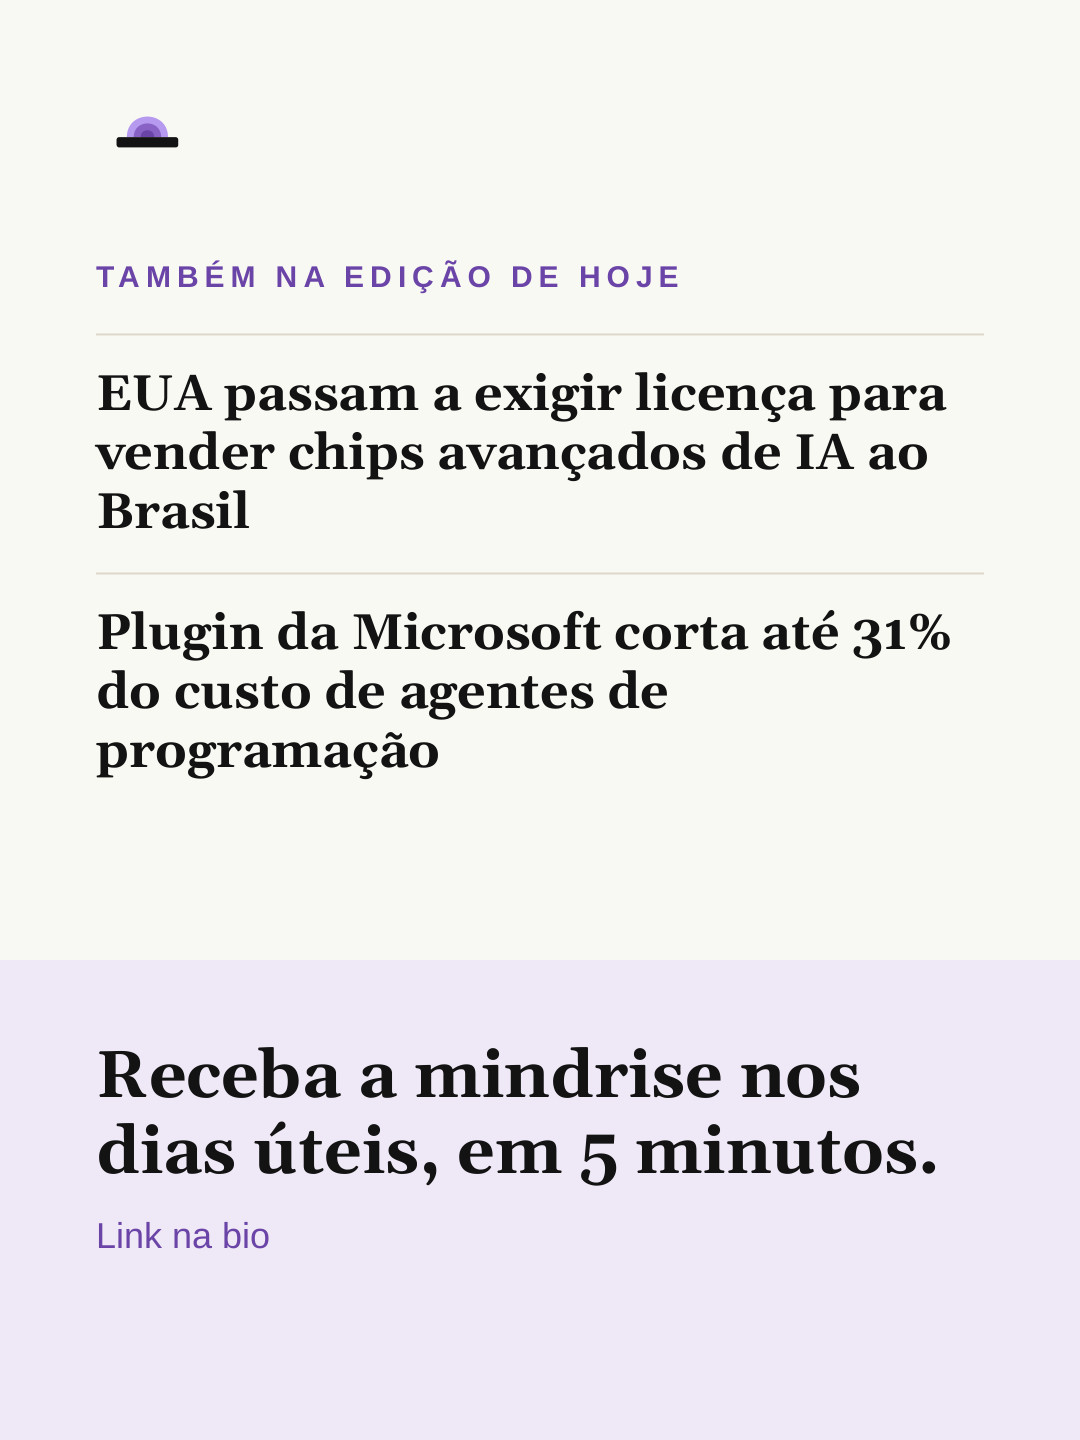 TAMBÉM NA EDIÇÃO DE HOJE
EUA passam a exigir licença para
vender chips avançados de IA ao
Brasil
Plugin da Microsoft corta até 31%
do custo de agentes de
programação
Receba a mindrise nos
dias úteis, em 5 minutos.
Link na bio